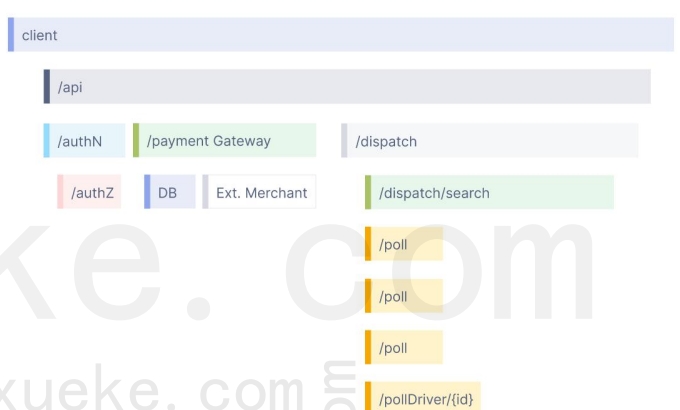 client
/api
/authN /payment Gateway /dispatch
/authZ DB Ext. Merchant /dispatch/search
/poll
ke.com
/poll
/poll
xueke.com
/pollDriver/{id}